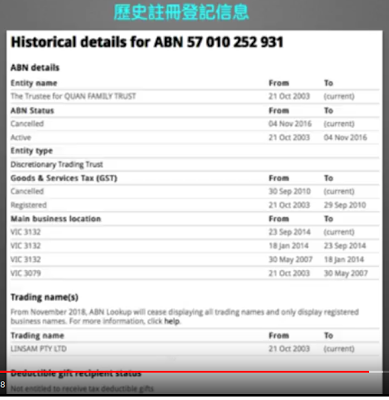 歷史註冊登記信息
Historical details for ABN 57 010 252 931
ABN details
Entity name From To
The Trustee for QUAN FAMILY TRUST 21 Oct 2003 (current)
ABN Status From To
Cancelled 04 Nov 2016 (current)
Active 21 Oct 2003 04 Nov 2016
Entity type
Discretionary Trading Trust
Goods & Services Tax (GST) From To
Cancelled 30 Sep 2010 (current)
Registered 21 Oct 2003 29 Sep 2010
Main business location From To
VIC 3132 23 Sep 2014 (current)
VIC 3132 18 Jan 2014 23 Sep 2014
VIC 3132 30 May 2007 18 Jan 2014
VIC 3079 21 Oct 2003 30 May 2007
Trading name(s)
From November 2018, ABN Lookup will cease displaying all trading names and only display registered
business names. For more information, click help.
Trading name From To
LINSAM PTY LTD 21 Oct 2003 (current)
Deductible gift recipient status
8
Not entitled to receive tax deductible gifts